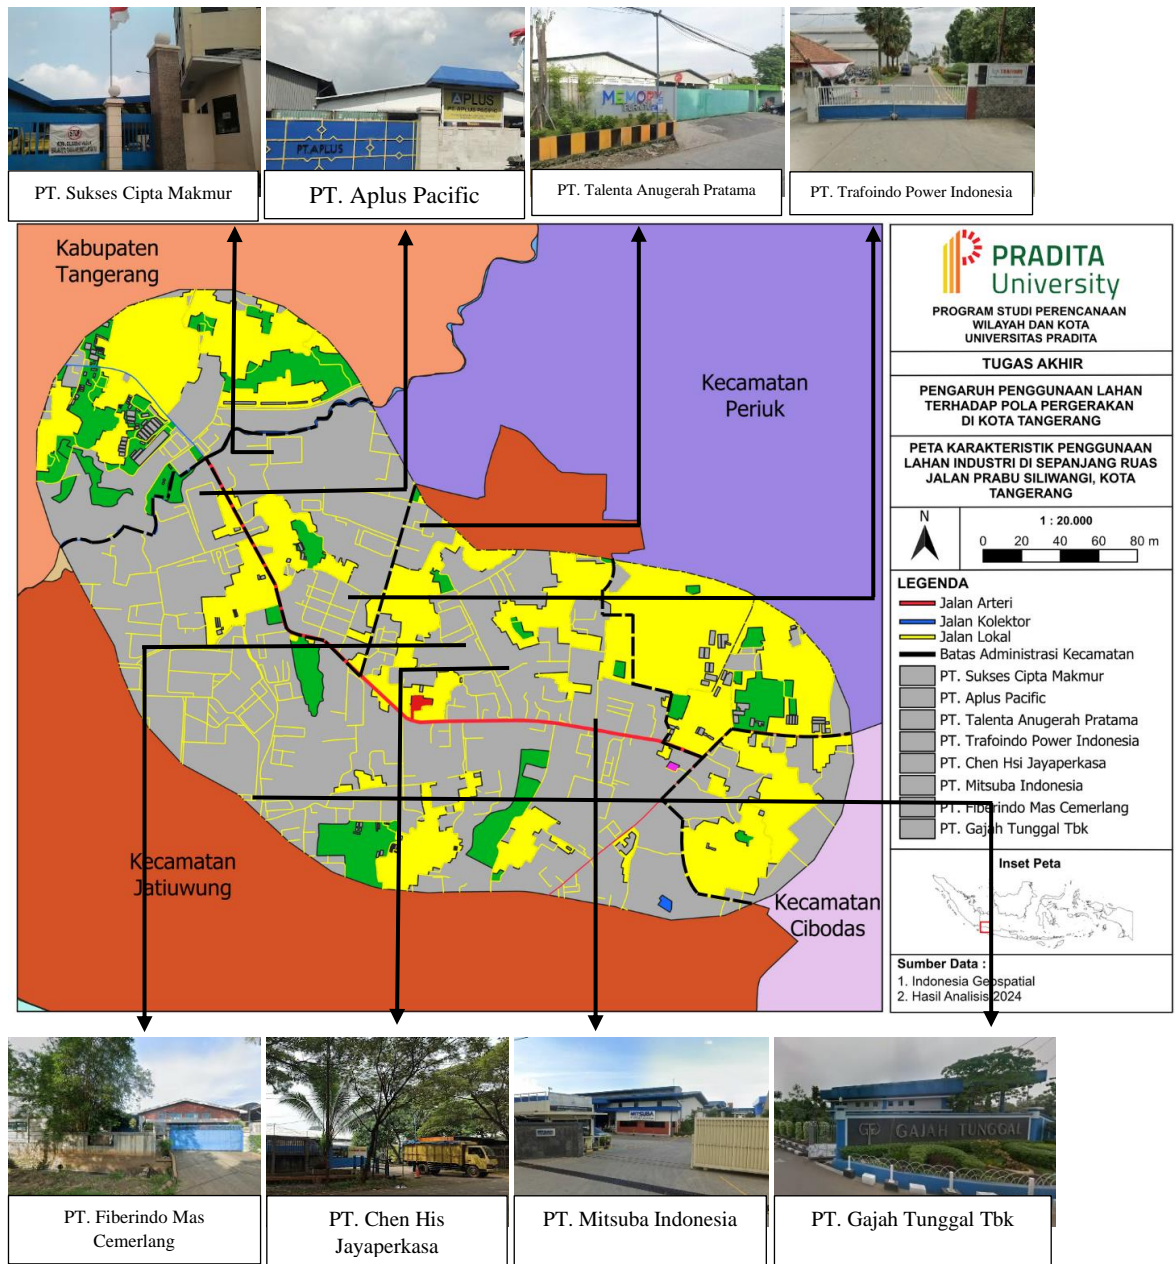 APLUS
PT. APLUS PACIFIC
PT.APLUS
MEMORY
FURNITURE
TRAFOINDO
PT. Sukses Cipta Makmur
PT. Aplus Pacific
PT. Talenta Anugerah Pratama
PT. Trafoindo Power Indonesia
Kabupaten
Tangerang
Kecamatan
Periuk
Kecamatan
Jatiuwung
Kecamatan
Cibodas
PRADITA
University
PROGRAM STUDI PERENCANAAN
WILAYAH DAN KOTA
UNIVERSITAS PRADITA
TUGAS AKHIR
PENGARUH PENGGUNAAN LAHAN
TERHADAP POLA PERGERAKAN
DI KOTA TANGERANG
PETA KARAKTERISTIK PENGGUNAAN
LAHAN INDUSTRI DI SEPANJANG RUAS
JALAN PRABU SILIWANGI, KOTA
TANGERANG
N
1 : 20.000
0 20 40 60 80 m
LEGENDA
Jalan Arteri
Jalan Kolektor
Jalan Lokal
Batas Administrasi Kecamatan
PT. Sukses Cipta Makmur
PT. Aplus Pacific
PT. Talenta Anugerah Pratama
PT. Trafoindo Power Indonesia
PT. Chen Hsi Jayaperkasa
PT. Mitsuba Indonesia
PT. Fiberindo Mas Cemerlang
PT. Gajah Tunggal Tbk
Inset Peta
Sumber Data :
1. Indonesia Geospatial
2. Hasil Analisis 2024
MITSUBA
GAJAH TUNGGAL
PT. Fiberindo Mas
Cemerlang
PT. Chen His
Jayaperkasa
PT. Mitsuba Indonesia
PT. Gajah Tunggal Tbk